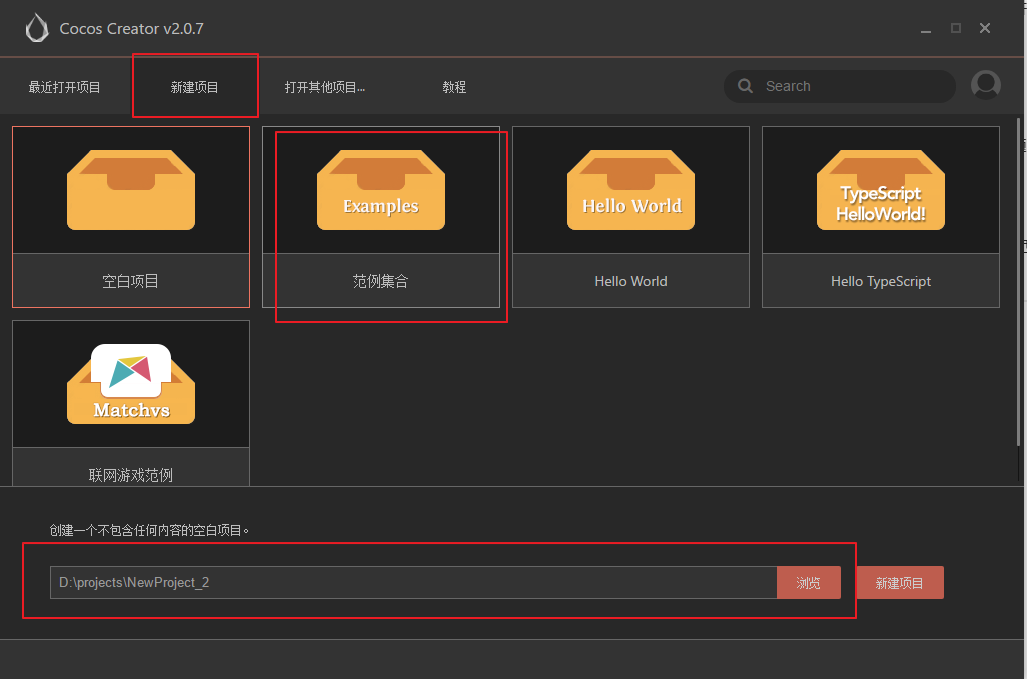 Cocos Creator v2.0.7
最近打开项目
新建项目
打开其他项目...
教程
Search
Examples
Hello World
TypeScript
HelloWorld!
空白项目
范例集合
Hello World
Hello TypeScript
Matchvs
联网游戏范例
创建一个不包含任何内容的空白项目。
D:\projects\NewProject_2
浏览
新建项目